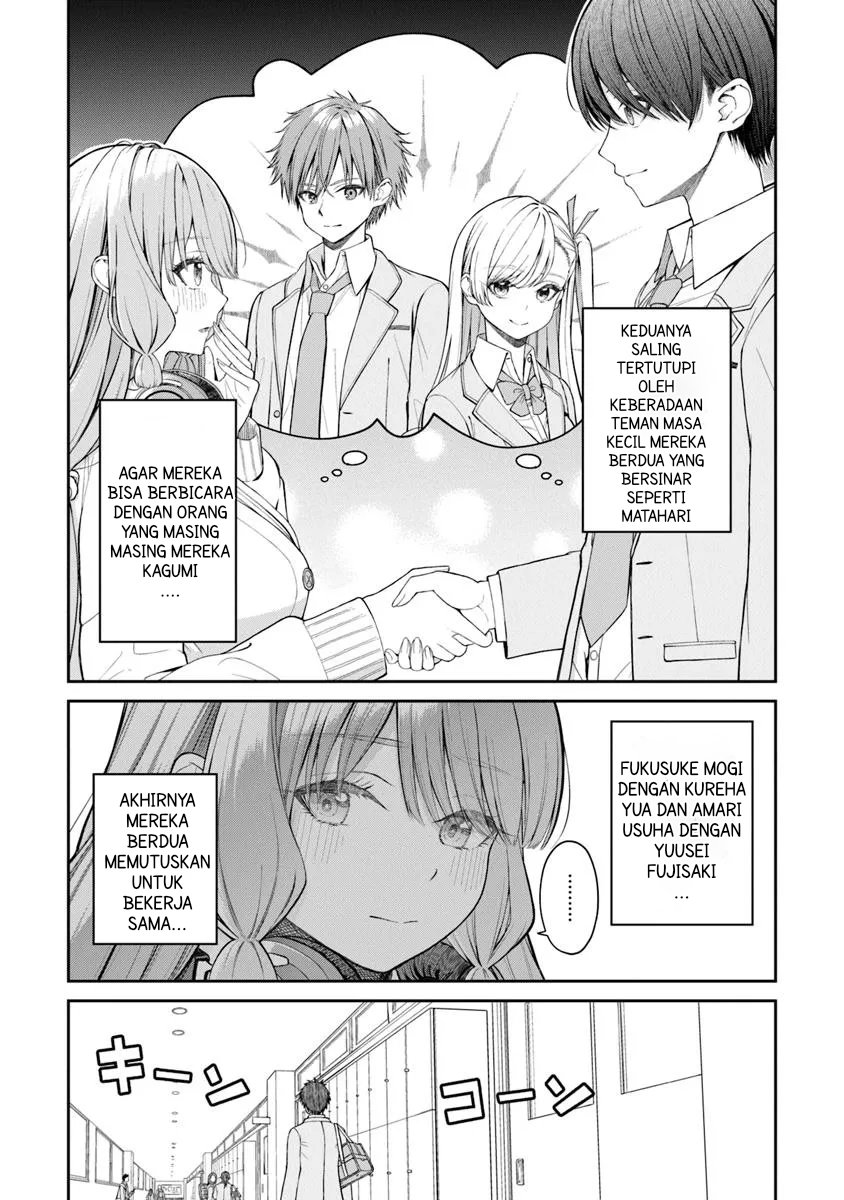 KEDUANYA
SALING
TERTUTUPI
OLEH
KEBERADAAN
TEMAN MASA
KECIL MEREKA
BERDUA YANG
BERSINAR
SEPERTI
MATAHARI
AGAR MEREKA
BISA BERBICARA
DENGAN ORANG
YANG MASING
MASING MEREKA
KAGUMI
....
FUKUSUKE MOGI
DENGAN KUREHA
YUA DAN AMARI
USUHA DENGAN
YUUSEI
FUJISAKI
...
.........
AKHIRNYA
MEREKA
BERDUA
MEMUTUSKAN
UNTUK
BEKERJA
SAMA...
キーン
コーン